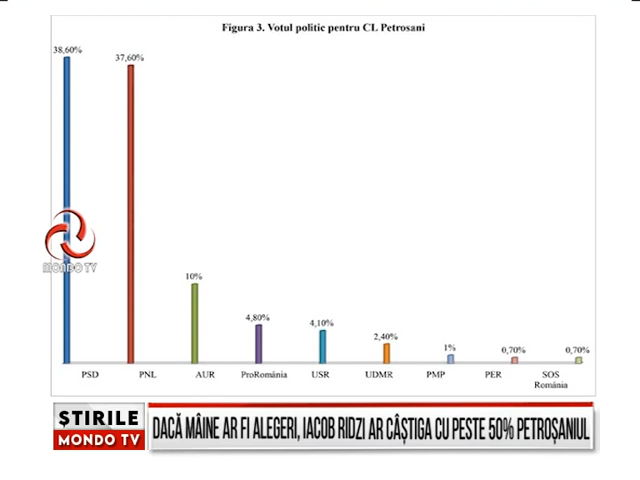 Figura 3. Votul politic pentru CL Petrosani
38,60%
37,60%
10%
4,80%
4,10%
2,40%
1%
0,70%
0,70%
PSD
PNL
AUR
ProRomânia
USR
UDMR
PMP
PER
SOS
România
MONDO TV
ȘTIRILE
MONDO TV
DACĂ MÂINE AR FI ALEGERI, IACOB RIDZI AR CÂȘTIGA CU PESTE 50% PETROȘANIUL